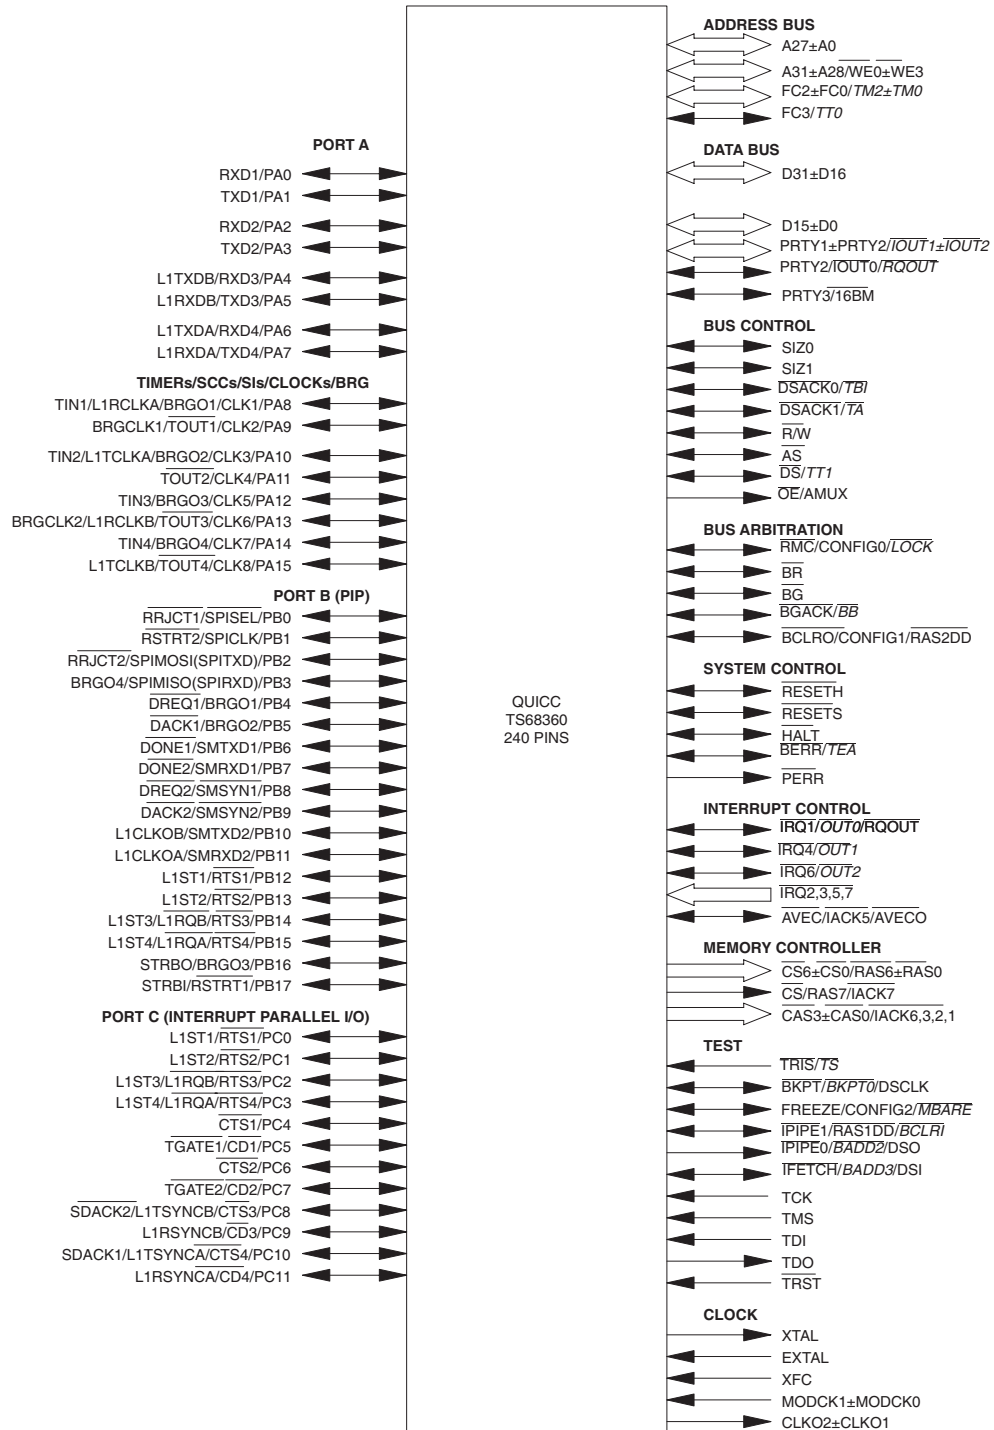 PORT A
RXD1/PA0
TXD1/PA1
RXD2/PA2
TXD2/PA3
L1TXDB/RXD3/PA4
L1RXDB/TXD3/PA5
L1TXDA/RXD4/PA6
L1RXDA/TXD4/PA7
TIMERs/SCCs/SIs/CLOCKs/BRG
TIN1/L1RCLKA/BRGO1/CLK1/PA8
BRGCLK1/TOUT1/CLK2/PA9
TIN2/L1TCLKA/BRGO2/CLK3/PA10
TOUT2/CLK4/PA11
TIN3/BRGO3/CLK5/PA12
BRGCLK2/L1RCLKB/TOUT3/CLK6/PA13
TIN4/BRGO4/CLK7/PA14
L1TCLKB/TOUT4/CLK8/PA15
PORT B (PIP)
RRJCT1/SPISEL/PB0
RSTRT2/SPICLK/PB1
RRJCT2/SPIMOSI(SPITXD)/PB2
BRGO4/SPIMISO(SPIRXD)/PB3
DREQ1/BRGO1/PB4
DACK1/BRGO2/PB5
DONE1/SMTXD1/PB6
DONE2/SMRXD1/PB7
DREQ2/SMSYN1/PB8
DACK2/SMSYN2/PB9
L1CLKOB/SMTXD2/PB10
L1CLKOA/SMRXD2/PB11
L1ST1/RTS1/PB12
L1ST2/RTS2/PB13
L1ST3/L1RQB/RTS3/PB14
L1ST4/L1RQA/RTS4/PB15
STRBO/BRGO3/PB16
STRBI/RSTRT1/PB17
PORT C (INTERRUPT PARALLEL I/O)
L1ST1/RTS1/PC0
L1ST2/RTS2/PC1
L1ST3/L1RQB/RTS3/PC2
L1ST4/L1RQA/RTS4/PC3
CTS1/PC4
TGATE1/CD1/PC5
CTS2/PC6
TGATE2/CD2/PC7
SDACK2/L1TSYNCB/CTS3/PC8
L1RSYNCB/CD3/PC9
SDACK1/L1TSYNCA/CTS4/PC10
L1RSYNCA/CD4/PC11
QUICC
TS68360
240 PINS
ADDRESS BUS
A27±A0
A31±A28/WE0±WE3
FC2±FC0/TM2±TM0
FC3/TT0
DATA BUS
D31±D16
D15±D0
PRTY1±PRTY2/IOUT1±IOUT2
PRTY2/IOUT0/RQOUT
PRTY3/16BM
BUS CONTROL
SIZ0
SIZ1
DSACK0/TBI
DSACK1/TA
R/W
AS
DS/TT1
OE/AMUX
BUS ARBITRATION
RMC/CONFIG0/LOCK
BR
BG
BGACK/BB
BCLRO/CONFIG1/RAS2DD
SYSTEM CONTROL
RESETH
RESETS
HALT
BERR/TEA
PERR
INTERRUPT CONTROL
IRQ1/OUT0/RQOUT
IRQ4/OUT1
IRQ6/OUT2
IRQ2,3,5,7
AVEC/IACK5/AVECO
MEMORY CONTROLLER
CS6±CS0/RAS6±RAS0
CS/RAS7/IACK7
CAS3±CAS0/IACK6,3,2,1
TEST
TRIS/TS
BKPT/BKPT0/DSCLK
FREEZE/CONFIG2/MBARE
IPIPE1/RAS1DD/BCLRI
IPIPE0/BADD2/DSO
IFETCH/BADD3/DSI
TCK
TMS
TDI
TDO
TRST
CLOCK
XTAL
EXTAL
XFC
MODCK1±MODCK0
CLKO2±CLKO1